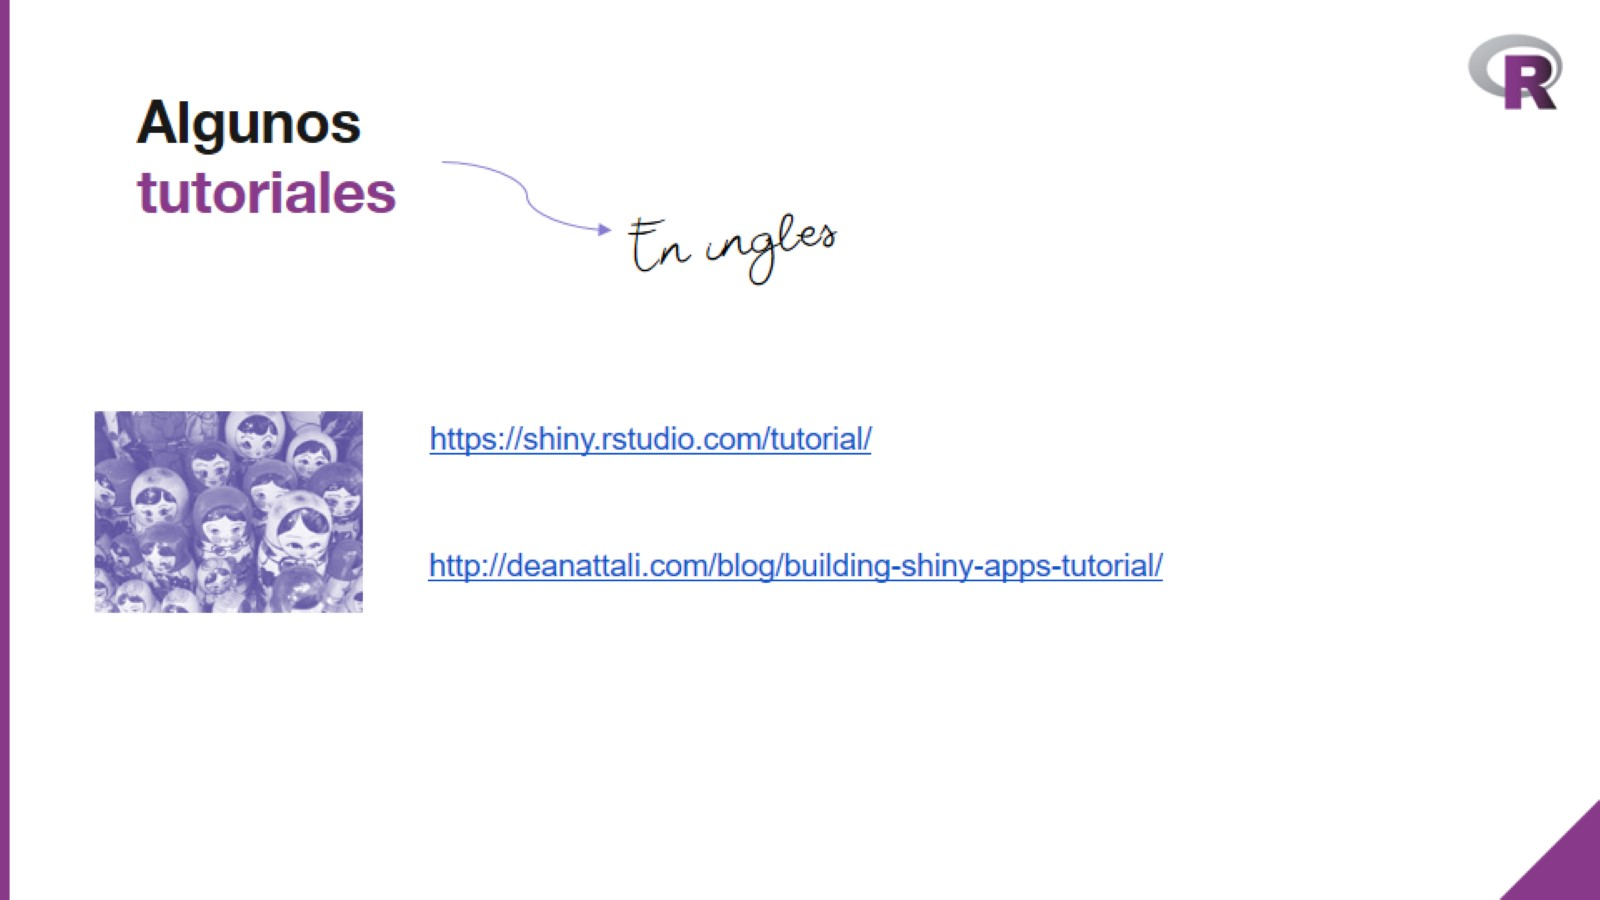 Algunos
tutoriales
En ingles
https://shiny.rstudio.com/tutorial/
http://deanattali.com/blog/building-shiny-apps-tutorial/
R